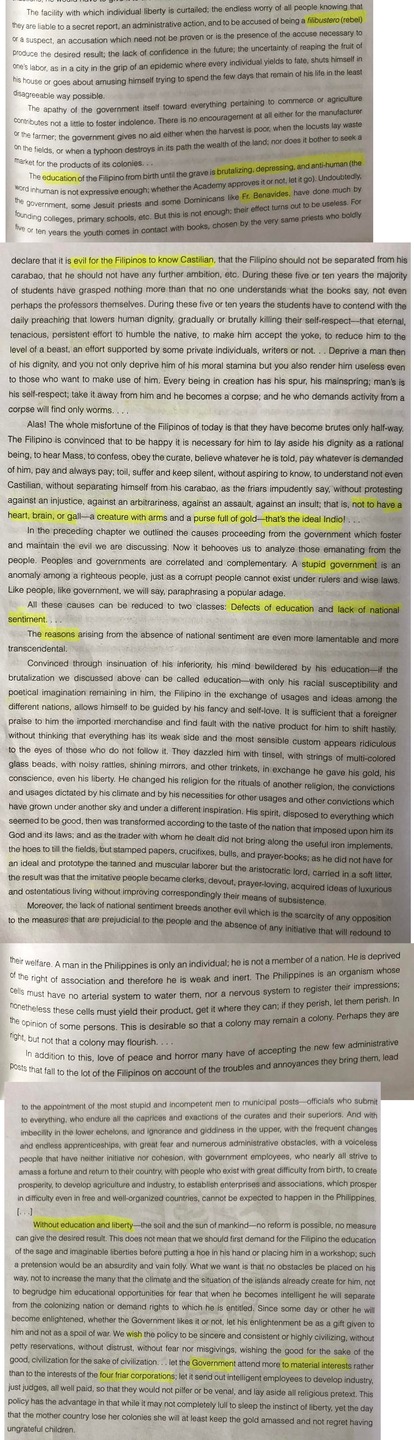 The facility with which individual liberty is curtailed; the endless worry of all people knowing that
they are liable to a secret report, an administrative action, and to be accused of being a filibustero (rebel)
or a suspect, an accusation which need not be proven or is the presence of the accuse necessary to
produce the desired result; the lack of confidence in the future; the uncertainty of reaping the fruit of
one's labor, as in a city in the grip of an epidemic where every individual yields to fate, shuts himself in
his house or goes about amusing himself trying to spend the few days that remain of his life in the least
disagreeable way possible.
The apathy of the government itself toward everything pertaining to commerce or agriculture
contributes not a little to foster indolence. There is no encouragement at all either for the manufacturer
or the farmer; the government gives no aid either when the harvest is poor, when the locusts lay waste
on the fields, or when a typhoon destroys in its path the wealth of the land; nor does it bother to seek a
market for the products of its colonies. . .
The education of the Filipino from birth until the grave is brutalizing, depressing, and anti-human (the
word inhuman is not expressive enough; whether the Academy approves it or not, let it go). Undoubtedly,
the government, some Jesuit priests and some Dominicans like Fr. Benavides, have done much by
founding colleges, primary schools, etc. But this is not enough; their effort turns out to be useless. For
five or ten years the youth comes in contact with books, chosen by the very same priests who boldly
declare that it is evil for the Filipinos to know Castilian, that the Filipino should not be separated from his
carabao, that he should not have any further ambition, etc. During these five or ten years the majority
of students have grasped nothing more than that no one understands what the books say, not even
perhaps the professors themselves. During these five or ten years the students have to contend with the
daily preaching that lowers human dignity, gradually or brutally killing their self-respect—that eternal,
tenacious, persistent effort to humble the native, to make him accept the yoke, to reduce him to the
level of a beast, an effort supported by some private individuals, writers or not. . . Deprive a man then
of his dignity, and you not only deprive him of his moral stamina but you also render him useless even
to those who want to make use of him. Every being in creation has his spur, his mainspring; man's is
his self-respect; take it away from him and he becomes a corpse; and he who demands activity from a
corpse will find only worms. . . .
Alas! The whole misfortune of the Filipinos of today is that they have become brutes only half-way.
The Filipino is convinced that to be happy it is necessary for him to lay aside his dignity as a rational
being, to hear Mass, to confess, obey the curate, believe whatever he is told, pay whatever is demanded
of him, pay and always pay; toil, suffer and keep silent, without aspiring to know, to understand not even
Castilian, without separating himself from his carabao, as the friars impudently say, without protesting
against an injustice, against an arbitrariness, against an assault, against an insult; that is, not to have a
heart, brain, or gall—a creature with arms and a purse full of gold—that's the ideal Indio! . . .
In the preceding chapter we outlined the causes proceeding from the government which foster
and maintain the evil we are discussing. Now it behooves us to analyze those emanating from the
people. Peoples and governments are correlated and complementary. A stupid government is an
anomaly among a righteous people, just as a corrupt people cannot exist under rulers and wise laws.
Like people, like government, we will say, paraphrasing a popular adage.
All these causes can be reduced to two classes: Defects of education and lack of national
sentiment. . . .
The reasons arising from the absence of national sentiment are even more lamentable and more
transcendental.
Convinced through insinuation of his inferiority, his mind bewildered by his education—if the
brutalization we discussed above can be called education—with only his racial susceptibility and
poetical imagination remaining in him, the Filipino in the exchange of usages and ideas among the
different nations, allows himself to be guided by his fancy and self-love. It is sufficient that a foreigner
praise to him the imported merchandise and find fault with the native product for him to shift hastily,
without thinking that everything has its weak side and the most sensible custom appears ridiculous
to the eyes of those who do not follow it. They dazzled him with tinsel, with strings of multi-colored
glass beads, with noisy rattles, shining mirrors, and other trinkets, in exchange he gave his gold, his
conscience, even his liberty. He changed his religion for the rituals of another religion, the convictions
and usages dictated by his climate and by his necessities for other usages and other convictions which
have grown under another sky and under a different inspiration. His spirit, disposed to everything which
seemed to be good, then was transformed according to the taste of the nation that imposed upon him its
God and its laws; and as the trader with whom he dealt did not bring along the useful iron implements,
the hoes to till the fields, but stamped papers, crucifixes, bulls, and prayer-books; as he did not have for
an ideal and prototype the tanned and muscular laborer but the aristocratic lord, carried in a soft litter,
the result was that the imitative people became clerks, devout, prayer-loving, acquired ideas of luxurious
and ostentatious living without improving correspondingly their means of subsistence.
Moreover, the lack of national sentiment breeds another evil which is the scarcity of any opposition
to the measures that are prejudicial to the people and the absence of any initiative that will redound to
their welfare. A man in the Philippines is only an individual; he is not a member of a nation. He is deprived
of the right of association and therefore he is weak and inert. The Philippines is an organism whose
cells must have no arterial system to water them, nor a nervous system to register their impressions;
nonetheless these cells must yield their product, get it where they can; if they perish, let them perish. In
the opinion of some persons. This is desirable so that a colony may remain a colony. Perhaps they are
right, but not that a colony may flourish. . . .
In addition to this, love of peace and horror many have of accepting the new few administrative
posts that fall to the lot of the Filipinos on account of the troubles and annoyances they bring them, lead
to the appointment of the most stupid and incompetent men to municipal posts—officials who submit
to everything, who endure all the caprices and exactions of the curates and their superiors. And with
imbecility in the lower echelons, and ignorance and giddiness in the upper, with the frequent changes
and endless apprenticeships, with great fear and numerous administrative obstacles, with a voiceless
people that have neither initiative nor cohesion, with government employees, who nearly all strive to
amass a fortune and return to their country, with people who exist with great difficulty from birth, to create
prosperity, to develop agriculture and industry, to establish enterprises and associations, which prosper
in difficulty even in free and well-organized countries, cannot be expected to happen in the Philippines.
[. . .]
Without education and liberty—the soil and the sun of mankind—no reform is possible, no measure
can give the desired result. This does not mean that we should first demand for the Filipino the education
of the sage and imaginable liberties before putting a hoe in his hand or placing him in a workshop; such
a pretension would be an absurdity and vain folly. What we want is that no obstacles be placed on his
way, not to increase the many that the climate and the situation of the islands already create for him, not
to begrudge him educational opportunities for fear that when he becomes intelligent he will separate
from the colonizing nation or demand rights to which he is entitled. Since some day or other he will
become enlightened, whether the Government likes it or not, let his enlightenment be as a gift given to
him and not as a spoil of war. We wish the policy to be sincere and consistent or highly civilizing, without
petty reservations, without distrust, without fear nor misgivings, wishing the good for the sake of the
good, civilization for the sake of civilization. . . let the Government attend more to material interests rather
than to the interests of the four friar corporations; let it send out intelligent employees to develop industry,
just judges, all well paid, so that they would not pilfer or be venal, and lay aside all religious pretext. This
policy has the advantage in that while it may not completely lull to sleep the instinct of liberty, yet the day
that the mother country lose her colonies she will at least keep the gold amassed and not regret having
ungrateful children.